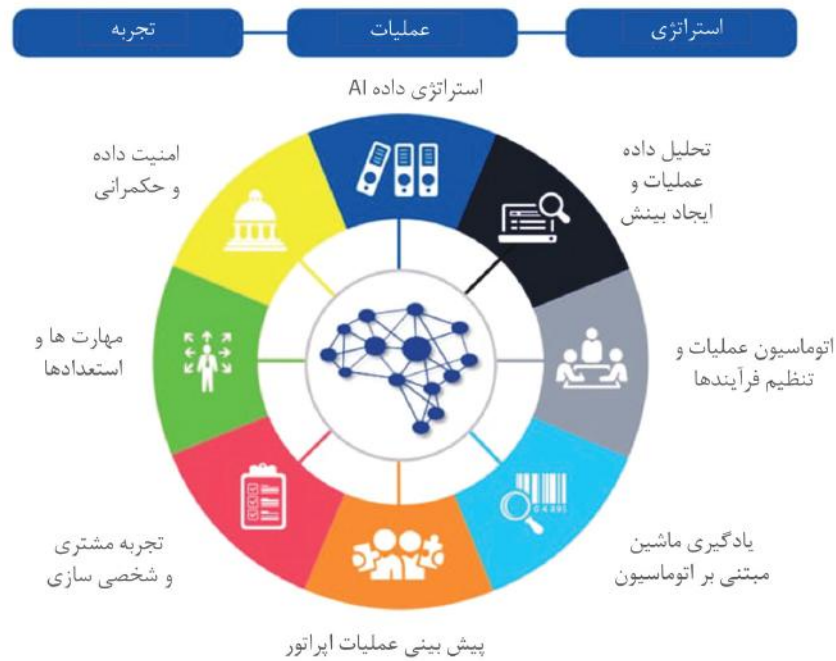 استراتژی
عملیات
تجربه
استراتژی داده AI
تحلیل داده
عملیات و
ایجاد بینش
اتوماسیون عملیات و
تنظیم فرآیندها
یادگیری ماشین
مبتنی بر اتوماسیون
پیش بینی عملیات اپراتور
تجربه مشتری
و شخصی سازی
مهارت ها و
استعدادها
امنیت داده
و حکمرانی